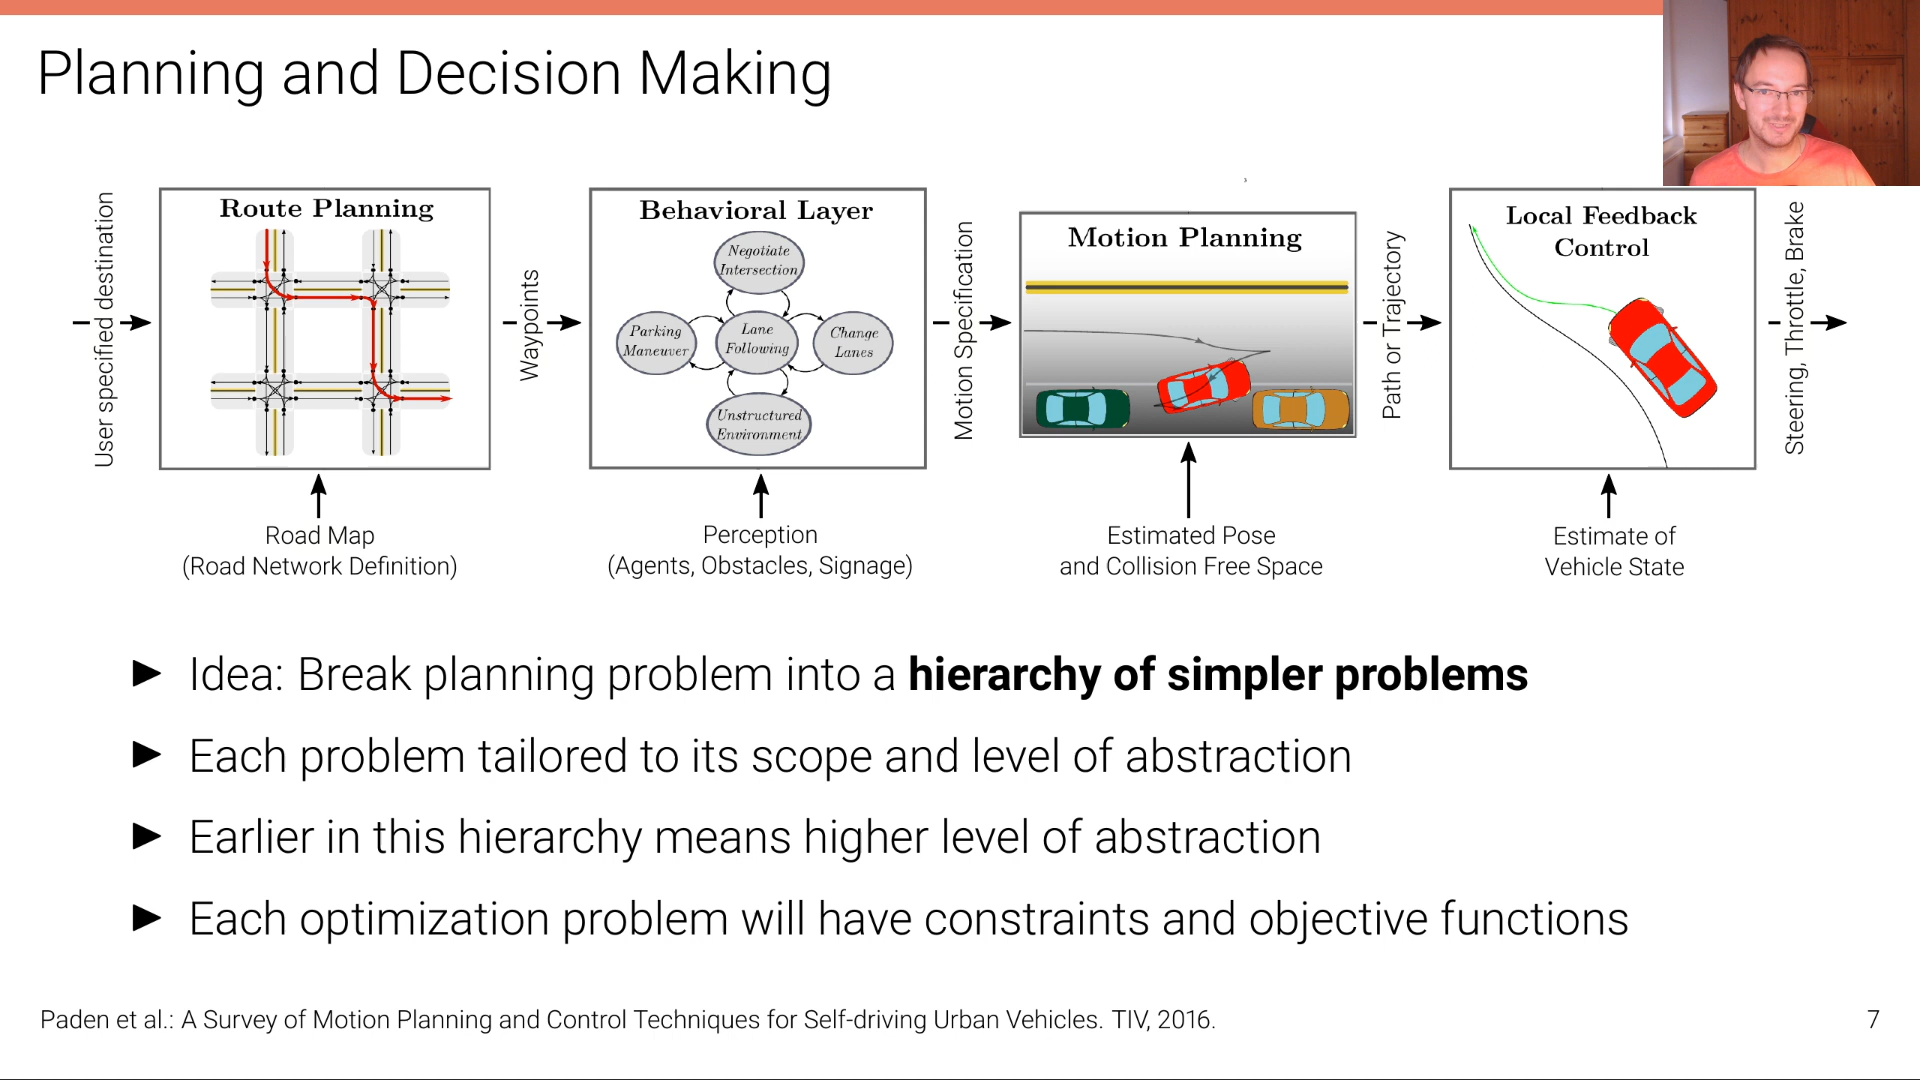 Planning and Decision Making
User specified destination
Route Planning
Road Map
(Road Network Definition)
Waypoints
Behavioral Layer
Negotiate
Intersection
Parking
Maneuver
Lane
Following
Change
Lanes
Unstructured
Environment
Perception
(Agents, Obstacles, Signage)
Motion Specification
Motion Planning
Estimated Pose
and Collision Free Space
Path or Trajectory
Local Feedback
Control
Estimate of
Vehicle State
Steering, Throttle, Brake
► Idea: Break planning problem into a hierarchy of simpler problems
► Each problem tailored to its scope and level of abstraction
► Earlier in this hierarchy means higher level of abstraction
► Each optimization problem will have constraints and objective functions
Paden et al.: A Survey of Motion Planning and Control Techniques for Self-driving Urban Vehicles. TIV, 2016.
7